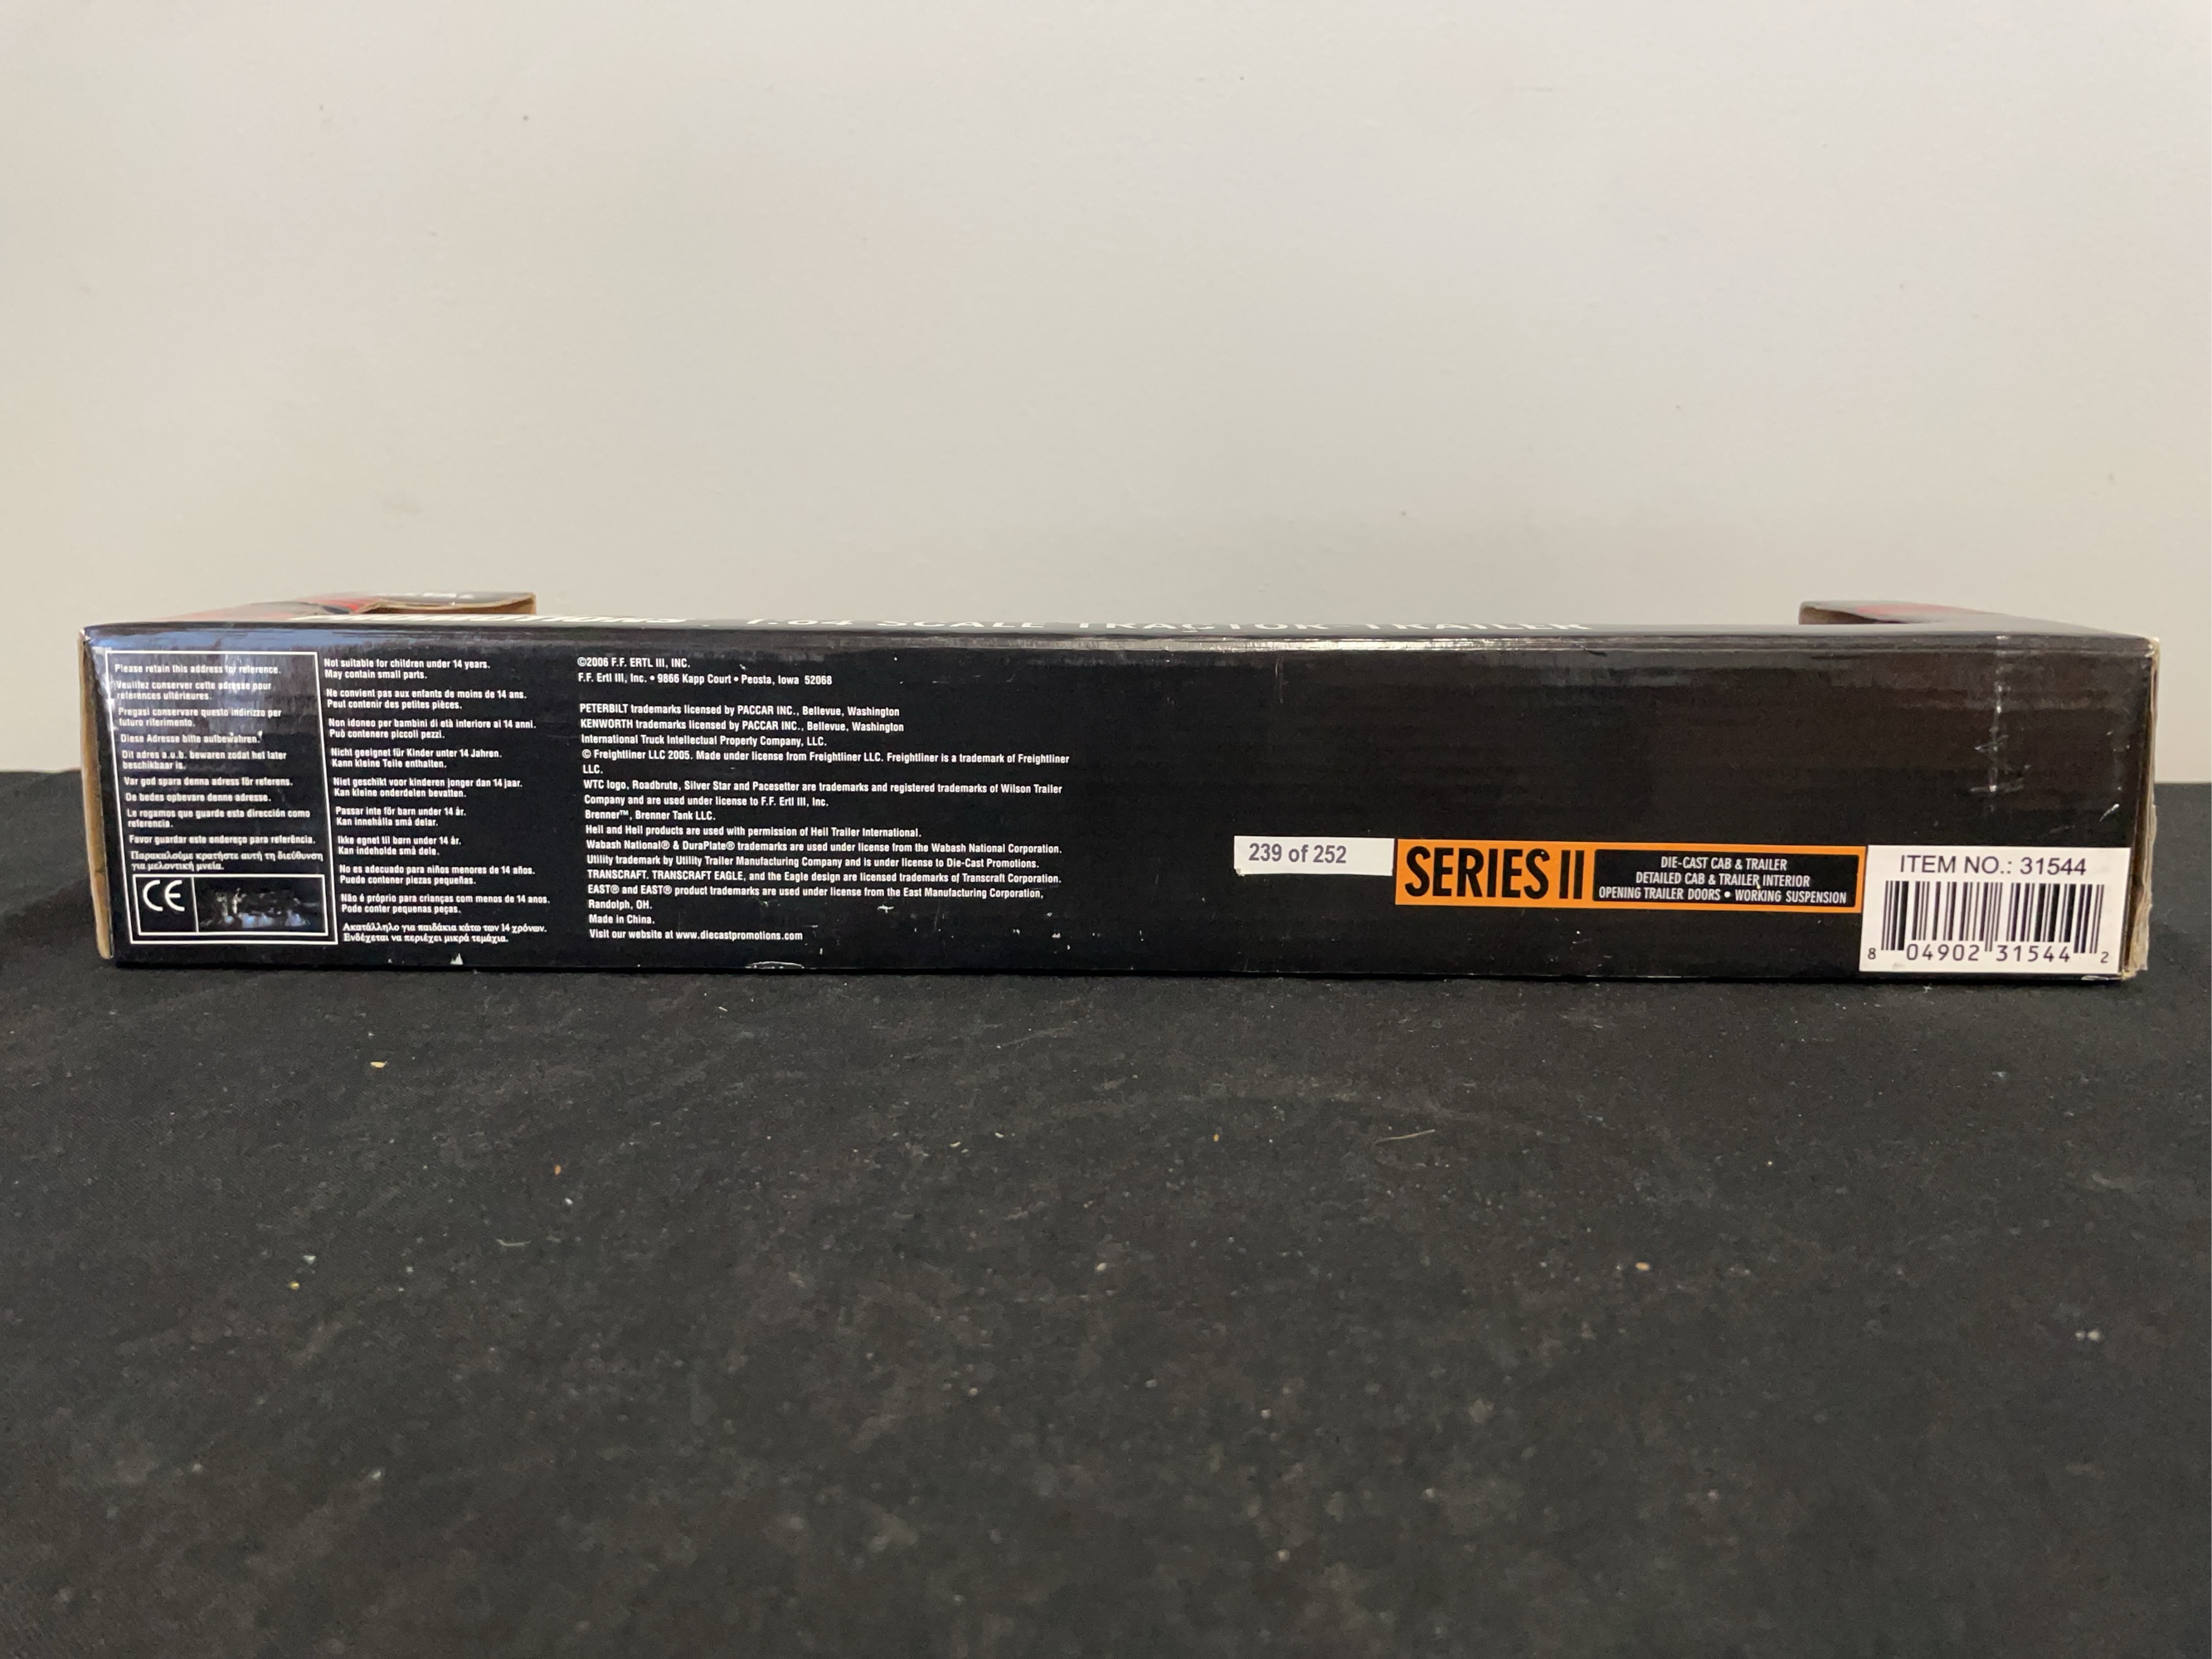 1:64 SCALE TRACTOR-TRAILER
Please retain this address for reference.
Veuillez conserver cette adresse pour
références ultérieures.
Pregasi conservare questo indirizzo per
futuro riferimento.
Diese Adresse bitte aufbewahren.
Dit adres a.u.b. bewaren zodat het later
beschikbaar is.
Var god spara denna adress för referens.
De bedes opbevare denne adresse.
Le rogamos que guarde esta dirección como
referencia.
Favor guardar este endereço para referência.
Παρακαλούμε κρατήστε αυτή τη διεύθυνση
για μελοντική μνεία.
CE
Not suitable for children under 14 years.
May contain small parts.
Ne convient pas aux enfants de moins de 14 ans.
Peut contenir des petites pièces.
Non idoneo per bambini di età inferiore ai 14 anni.
Può contenere piccoli pezzi.
Nicht geeignet für Kinder unter 14 Jahren.
Kann kleine Teile enthalten.
Niet geschikt voor kinderen jonger dan 14 jaar.
Kan kleine onderdelen bevatten.
Passar inte för barn under 14 år.
Kan innehålla små delar.
Ikke egnet til børn under 14 år.
Kan indeholde små dele.
No es adecuado para niños menores de 14 años.
Puede contener piezas pequeñas.
Não é próprio para crianças com menos de 14 anos.
Pode conter pequenas peças.
Ακατάλληλο για παιδάκια κάτω των 14 χρόνων.
Ενδέχεται να περιέχει μικρά τεμάχια.
©2006 F.F. ERTL III, INC.
F.F. Ertl III, Inc. • 9866 Kapp Court • Peosta, Iowa 52068
PETERBILT trademarks licensed by PACCAR INC., Bellevue, Washington
KENWORTH trademarks licensed by PACCAR INC., Bellevue, Washington
International Truck Intellectual Property Company, LLC.
© Freightliner LLC 2005. Made under license from Freightliner LLC. Freightliner is a trademark of Freightliner
LLC.
WTC logo, Roadbrute, Silver Star and Pacesetter are trademarks and registered trademarks of Wilson Trailer
Company and are used under license to F.F. Ertl III, Inc.
Brenner™, Brenner Tank LLC.
Heil and Heil products are used with permission of Heil Trailer International.
Wabash National® & DuraPlate® trademarks are used under license from the Wabash National Corporation.
Utility trademark by Utility Trailer Manufacturing Company and is under license to Die-Cast Promotions.
TRANSCRAFT. TRANSCRAFT EAGLE, and the Eagle design are licensed trademarks of Transcraft Corporation.
EAST® and EAST® product trademarks are used under license from the East Manufacturing Corporation,
Randolph, OH.
Made in China.
Visit our website at www.diecastpromotions.com
239 of 252
SERIES II
DIE-CAST CAB & TRAILER
DETAILED CAB & TRAILER INTERIOR
OPENING TRAILER DOORS • WORKING SUSPENSION
ITEM NO.: 31544
8 04902 31544 2